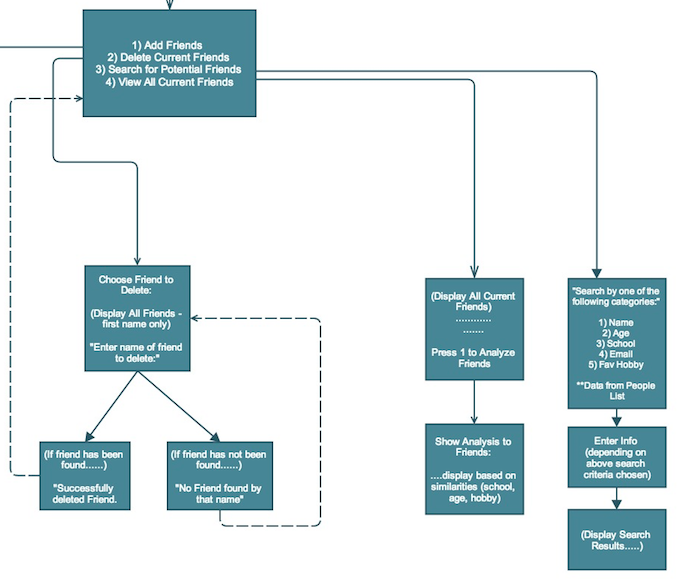 1) Add Friends
2) Delete Current Friends
3) Search for Potential Friends
4) View All Current Friends
Choose Friend to
Delete:
(Display All Friends -
first name only)
"Enter name of friend
to delete:"
(If friend has been
found......)
"Successfully
deleted Friend.
(If friend has not been
found......)
"No Friend found by
that name"
(Display All Current
Friends)
............
.......
Press 1 to Analyze
Friends
Show Analysis to
Friends:
....display based on
similarities (school,
age, hobby)
"Search by one of the
following categories:"
1) Name
2) Age
3) School
4) Email
5) Fav Hobby
**Data from People
List
Enter Info
(depending on
above search
criteria chosen)
(Display Search
Results.....)